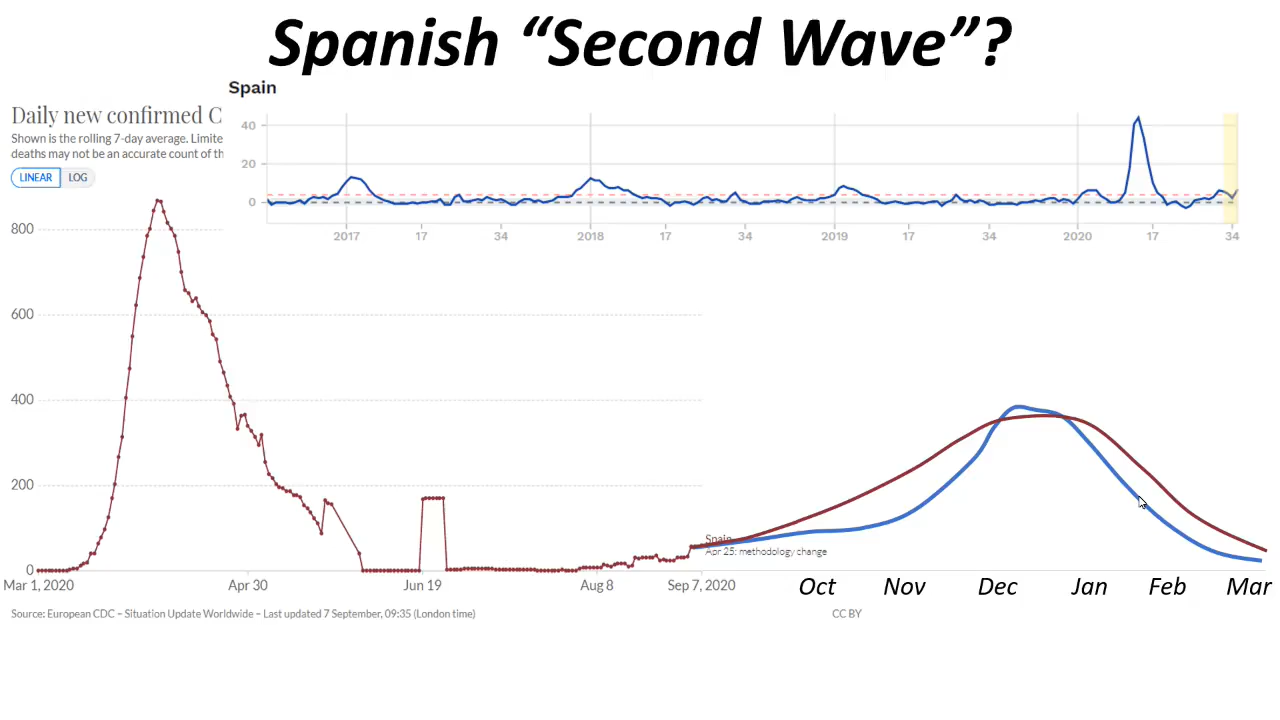 Spanish “Second Wave”?
Spain
Daily new confirmed C
Shown is the rolling 7-day average. Limite
deaths may not be an accurate count of th
LINEAR LOG
40
20
0
2017 17 34 2018 17 34 2019 17 34 2020 17 34
800
600
400
200
0
Spain
Apr 25: methodology change
Mar 1, 2020 Apr 30 Jun 19 Aug 8 Sep 7, 2020 Oct Nov Dec Jan Feb Mar
Source: European CDC – Situation Update Worldwide – Last updated 7 September, 09:35 (London time) CC BY